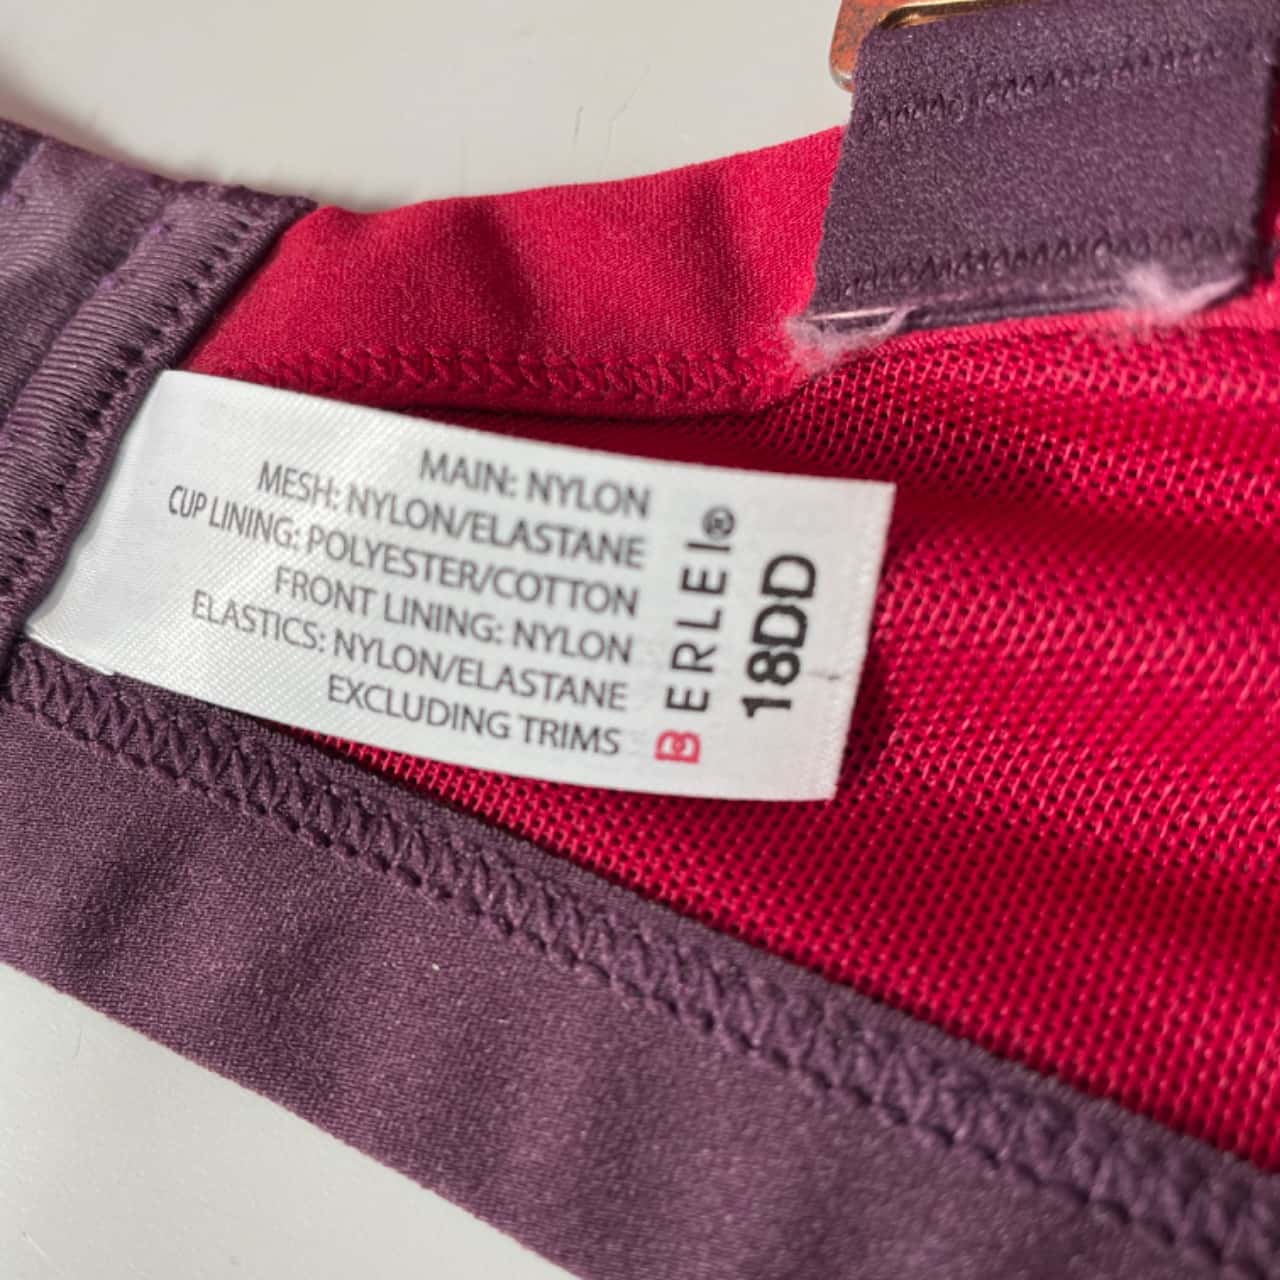 MAIN: NYLON
MESH: NYLON/ELASTANE
CUP LINING: POLYESTER/COTTON
FRONT LINING: NYLON
ELASTICS: NYLON/ELASTANE
EXCLUDING TRIMS
BERLEI®
18DD